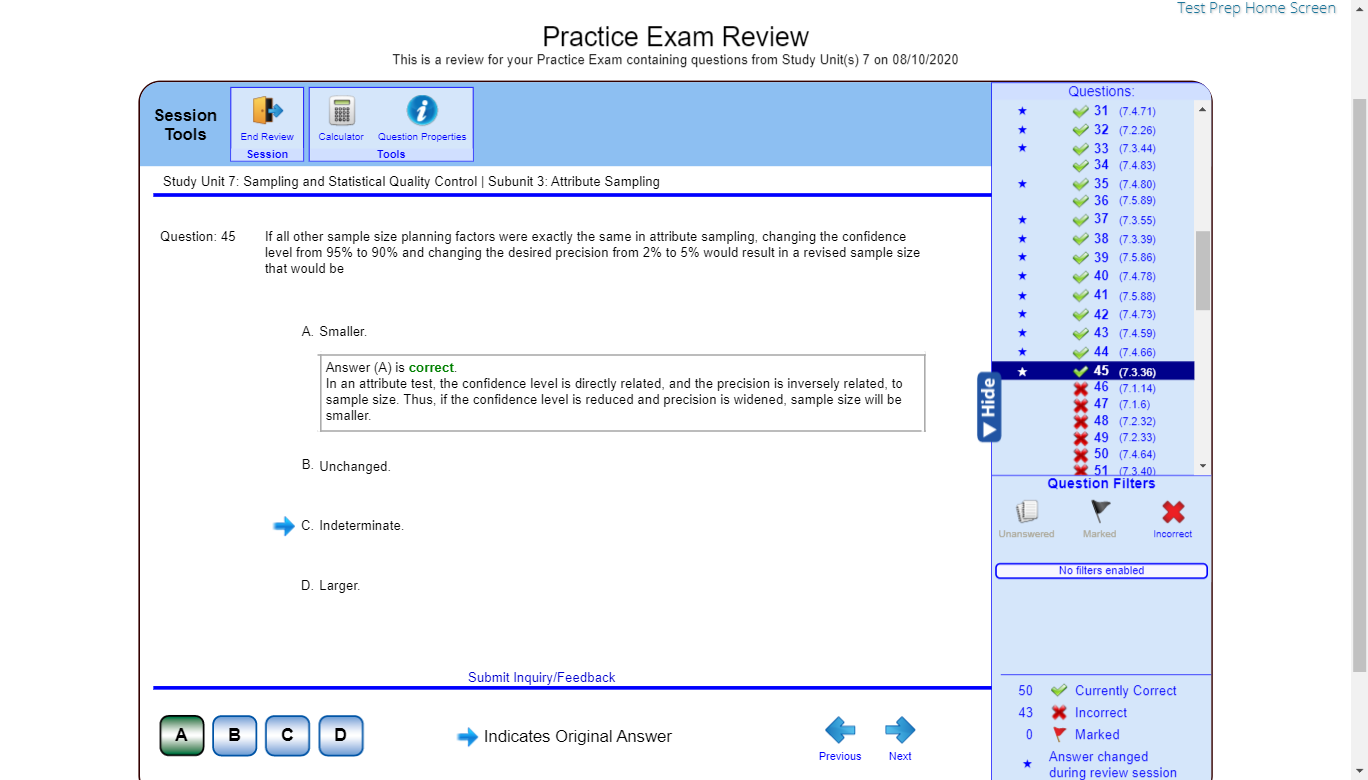 Test Prep Home Screen
Practice Exam Review
This is a review for your Practice Exam containing questions from Study Unit(s) 7 on 08/10/2020
Session Tools
End Review
Session
Calculator
Question Properties
Tools
Study Unit 7: Sampling and Statistical Quality Control | Subunit 3: Attribute Sampling
Question: 45
If all other sample size planning factors were exactly the same in attribute sampling, changing the confidence
level from 95% to 90% and changing the desired precision from 2% to 5% would result in a revised sample size
that would be
A. Smaller.
Answer (A) is correct.
In an attribute test, the confidence level is directly related, and the precision is inversely related, to
sample size. Thus, if the confidence level is reduced and precision is widened, sample size will be
smaller.
B. Unchanged.
C. Indeterminate.
D. Larger.
Submit Inquiry/Feedback
A B C D
Indicates Original Answer
Previous
Next
Hide
Questions:
31 (7.4.71)
32 (7.2.26)
33 (7.3.44)
34 (7.4.83)
35 (7.4.80)
36 (7.5.89)
37 (7.3.55)
38 (7.3.39)
39 (7.5.86)
40 (7.4.78)
41 (7.5.88)
42 (7.4.73)
43 (7.4.59)
44 (7.4.66)
45 (7.3.36)
46 (7.1.14)
47 (7.1.6)
48 (7.2.32)
49 (7.2.33)
50 (7.4.64)
51 (7.3.40)
Question Filters
Unanswered
Marked
Incorrect
No filters enabled
50 Currently Correct
43 Incorrect
0 Marked
Answer changed
during review session